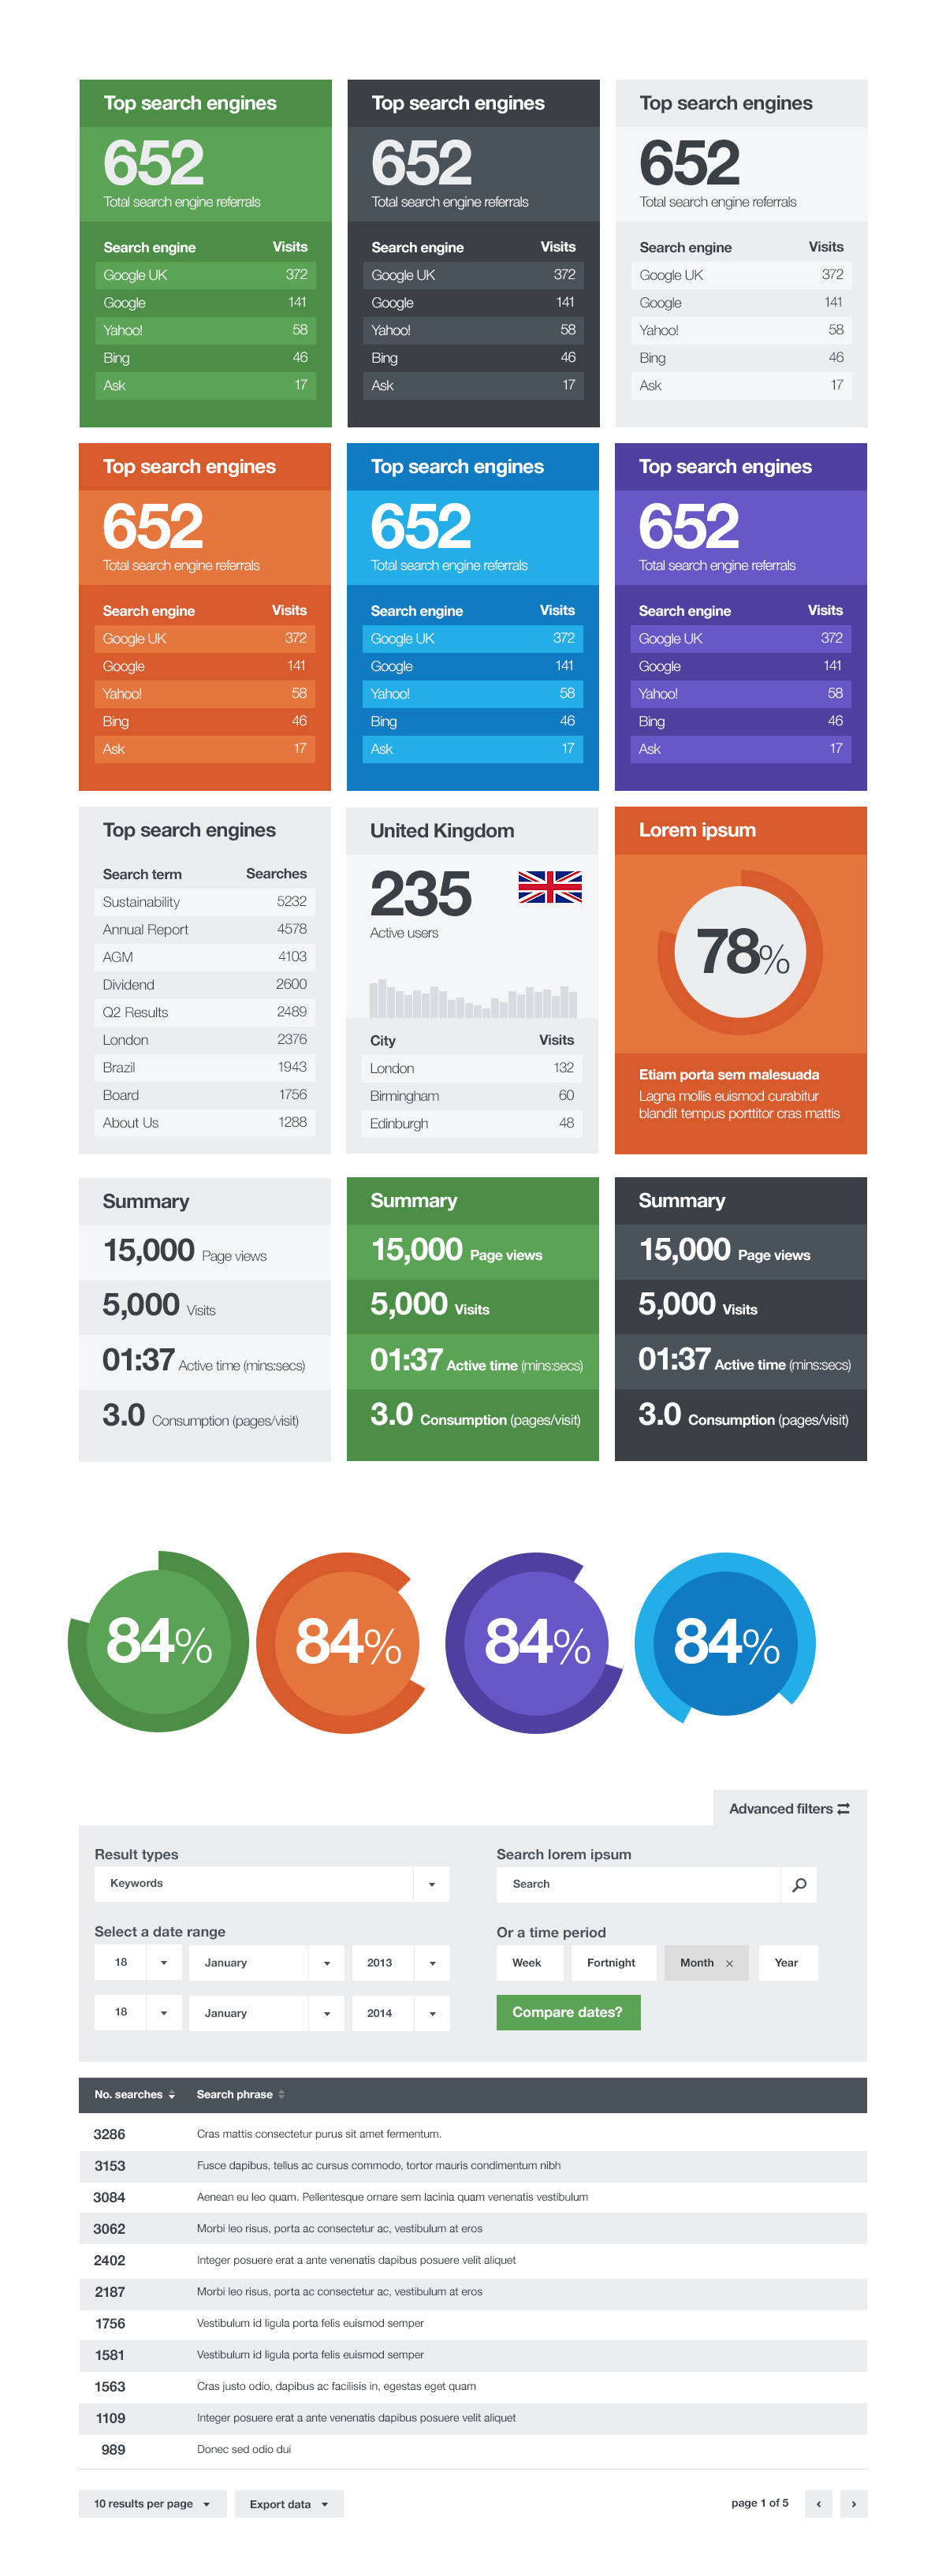 Top search engines
652
Total search engine referrals
Search engine Visits
Google UK 372
Google 141
Yahoo! 58
Bing 46
Ask 17
Top search engines
652
Total search engine referrals
Search engine Visits
Google UK 372
Google 141
Yahoo! 58
Bing 46
Ask 17
Top search engines
652
Total search engine referrals
Search engine Visits
Google UK 372
Google 141
Yahoo! 58
Bing 46
Ask 17
Top search engines
652
Total search engine referrals
Search engine Visits
Google UK 372
Google 141
Yahoo! 58
Bing 46
Ask 17
Top search engines
652
Total search engine referrals
Search engine Visits
Google UK 372
Google 141
Yahoo! 58
Bing 46
Ask 17
Top search engines
652
Total search engine referrals
Search engine Visits
Google UK 372
Google 141
Yahoo! 58
Bing 46
Ask 17
Top search engines
Search term Searches
Sustainability 5232
Annual Report 4578
AGM 4103
Dividend 2600
Q2 Results 2489
London 2376
Brazil 1943
Board 1756
About Us 1288
United Kingdom
235
Active users
City Visits
London 132
Birmingham 60
Edinburgh 48
Lorem ipsum
78%
Etiam porta sem malesuada
Lagna mollis euismod curabitur
blandit tempus porttitor cras mattis
Summary
15,000 Page views
5,000 Visits
01:37 Active time (mins:secs)
3.0 Consumption (pages/visit)
Summary
15,000 Page views
5,000 Visits
01:37 Active time (mins:secs)
3.0 Consumption (pages/visit)
Summary
15,000 Page views
5,000 Visits
01:37 Active time (mins:secs)
3.0 Consumption (pages/visit)
84% 84% 84% 84%
Advanced filters
Result types
Keywords
Select a date range
18 January 2013
18 January 2014
Search lorem ipsum
Search
Or a time period
Week Fortnight Month × Year
Compare dates?
No. searches Search phrase
3286 Cras mattis consectetur purus sit amet fermentum.
3153 Fusce dapibus, tellus ac cursus commodo, tortor mauris condimentum nibh
3084 Aenean eu leo quam. Pellentesque ornare sem lacinia quam venenatis vestibulum
3062 Morbi leo risus, porta ac consectetur ac, vestibulum at eros
2402 Integer posuere erat a ante venenatis dapibus posuere velit aliquet
2187 Morbi leo risus, porta ac consectetur ac, vestibulum at eros
1756 Vestibulum id ligula porta felis euismod semper
1581 Vestibulum id ligula porta felis euismod semper
1563 Cras justo odio, dapibus ac facilisis in, egestas eget quam
1109 Integer posuere erat a ante venenatis dapibus posuere velit aliquet
989 Donec sed odio dui
10 results per page Export data page 1 of 5 ‹ ›